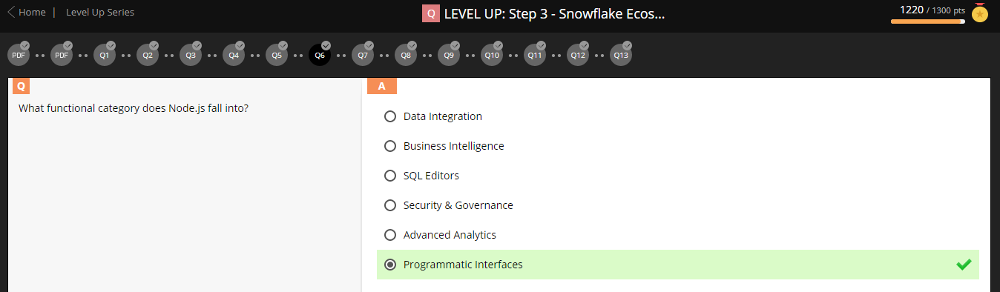 Home | Level Up Series
Q LEVEL UP: Step 3 - Snowflake Ecos...
1220 / 1300 pts
PDF PDF Q1 Q2 Q3 Q4 Q5 Q6 Q7 Q8 Q9 Q10 Q11 Q12 Q13
Q
What functional category does Node.js fall into?
A
Data Integration
Business Intelligence
SQL Editors
Security & Governance
Advanced Analytics
Programmatic Interfaces